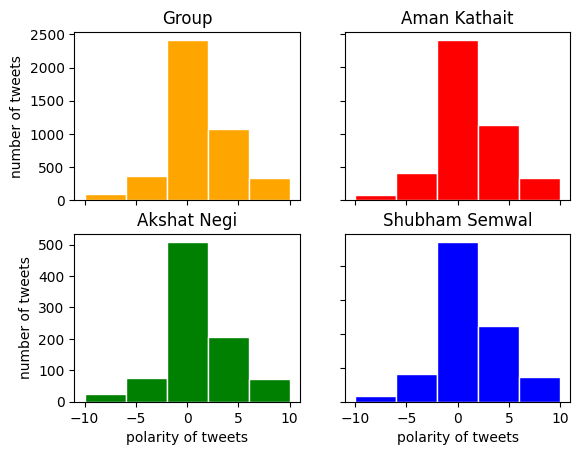 Group
Aman Kathait
number of tweets
2500
2000
1500
1000
500
0
Akshat Negi
Shubham Semwal
number of tweets
500
400
300
200
100
0
−10 −5 0 5 10
−10 −5 0 5 10
polarity of tweets
polarity of tweets